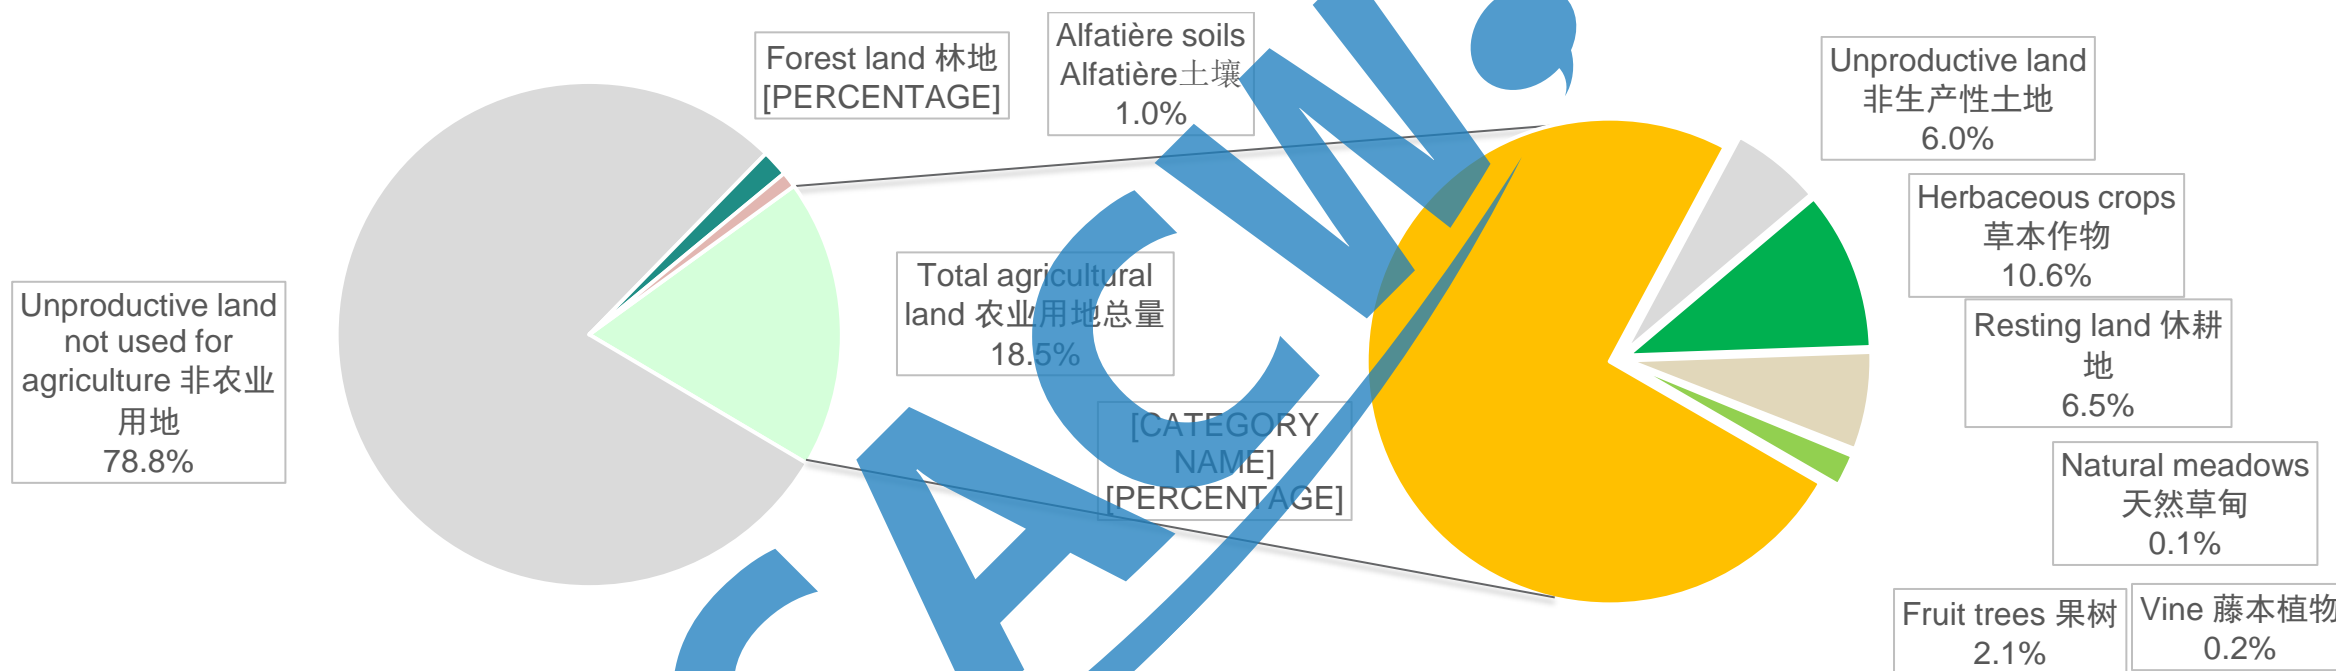 Forest land 林地
[PERCENTAGE]
Alfatière soils
Alfatière土壤
1.0%
Unproductive land
非生产性土地
6.0%
Herbaceous crops
草本作物
10.6%
Total agricultural
land 农业用地总量
18.5%
Unproductive land
not used for
agriculture 非农业
用地
78.8%
Resting land 休耕
地
6.5%
[CATEGORY
NAME]
[PERCENTAGE]
Natural meadows
天然草甸
0.1%
Fruit trees 果树
2.1%
Vine 藤本植物
0.2%
CACW